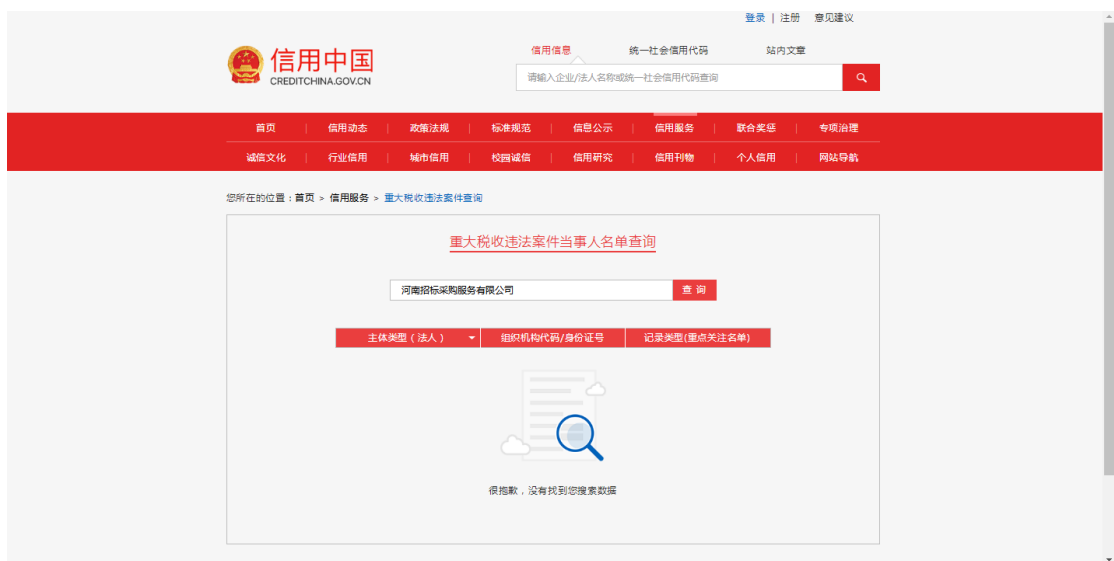 登录 | 注册 意见建议
信用中国
CREDITCHINA.GOV.CN
信用信息 统一社会信用代码 站内文章
请输入企业/法人名称或统一社会信用代码查询
首页 | 信用动态 | 政策法规 | 标准规范 | 信息公示 | 信用服务 | 联合奖惩 | 专项治理
诚信文化 | 行业信用 | 城市信用 | 校园诚信 | 信用研究 | 信用刊物 | 个人信用 | 网站导航
您所在的位置：首页 > 信用服务 > 重大税收违法案件查询
重大税收违法案件当事人名单查询
河南招标采购服务有限公司 查 询
主体类型（法人） 组织机构代码/身份证号 记录类型(重点关注名单)
很抱歉，没有找到您搜索数据